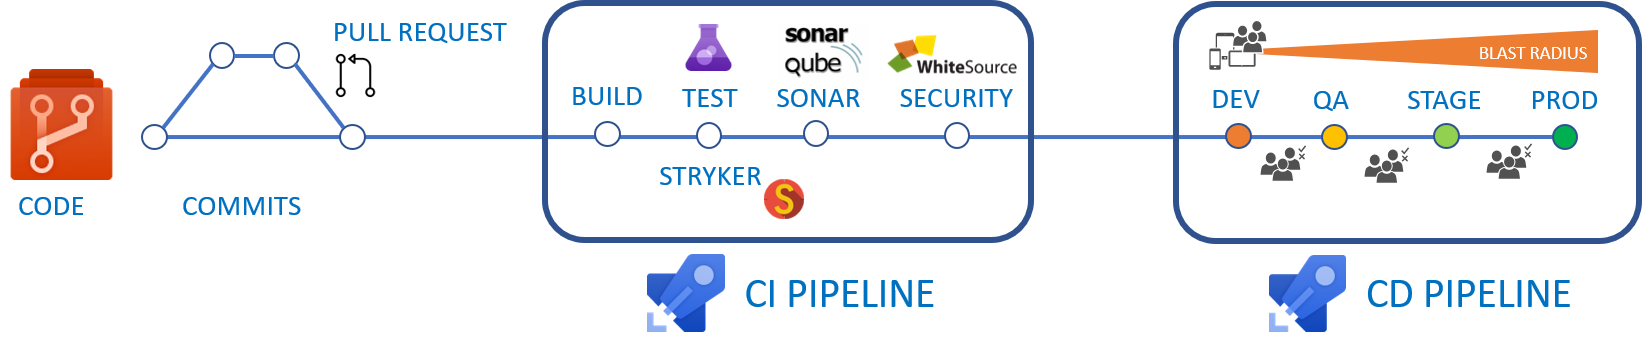 CODE
COMMITS
PULL REQUEST
BUILD
TEST
STRYKER
S
sonar
qube
SONAR
WhiteSource
SECURITY
CI PIPELINE
BLAST RADIUS
DEV
QA
STAGE
PROD
CD PIPELINE